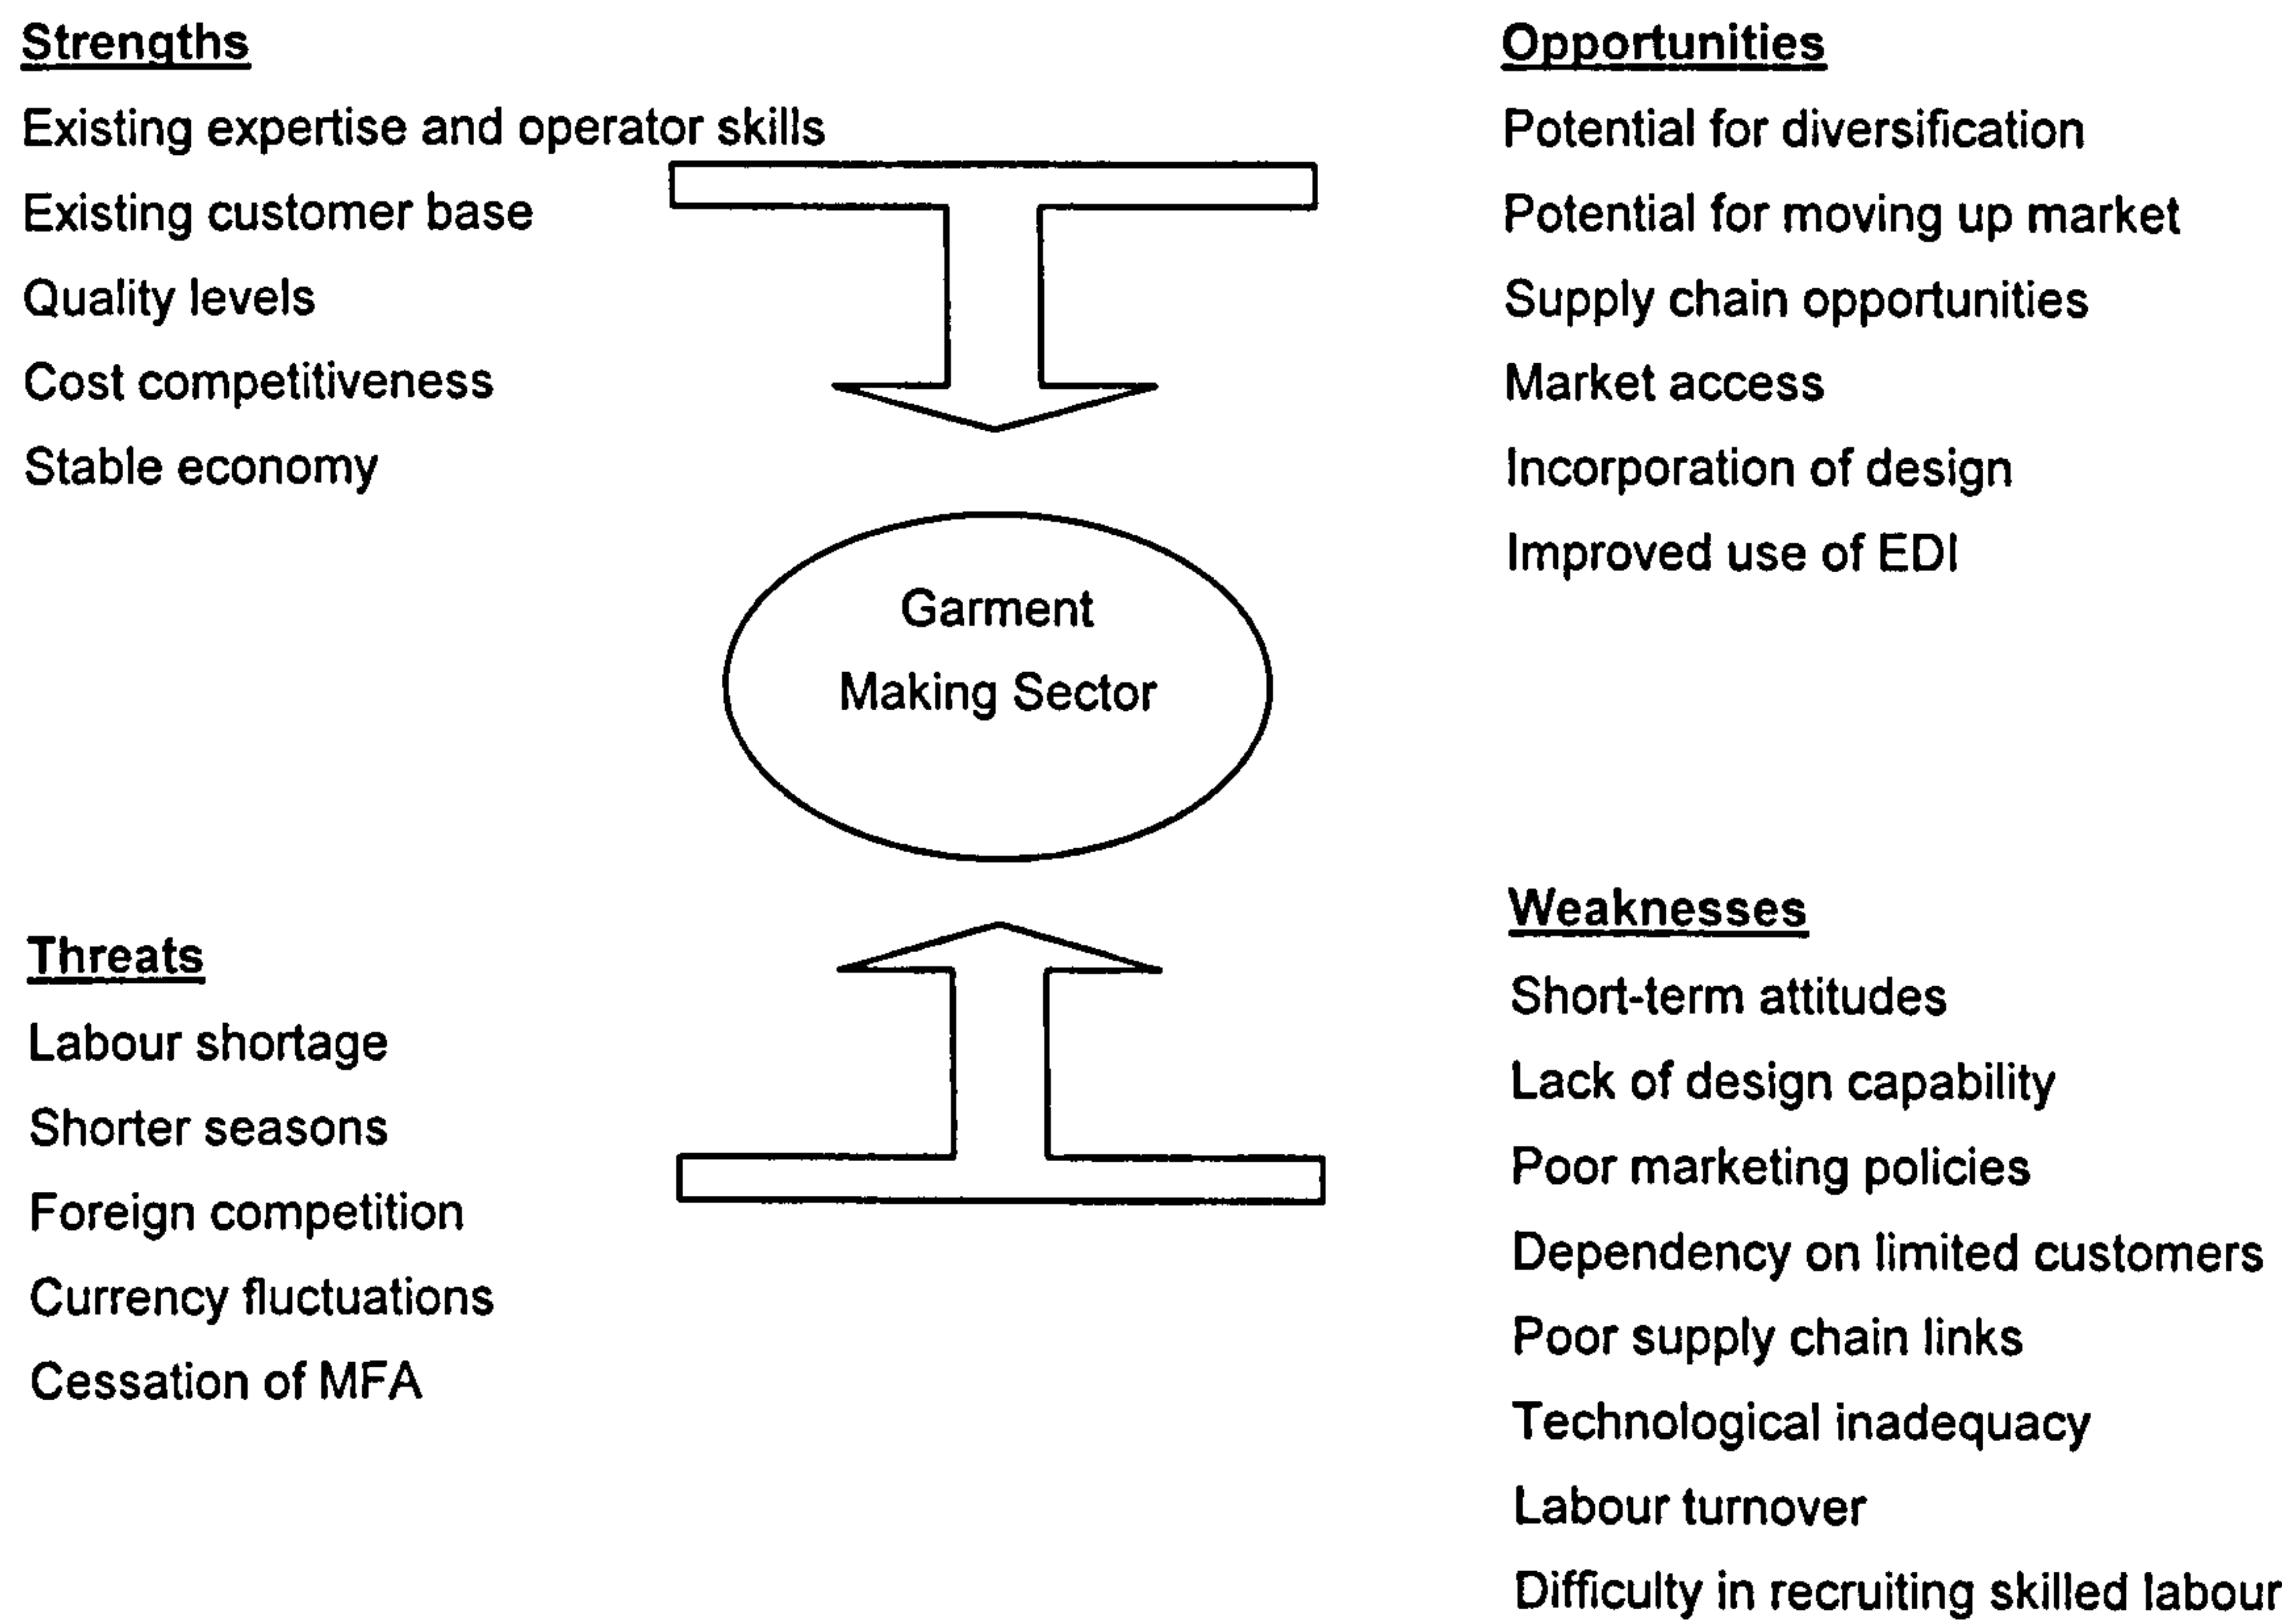 Strengths
Existing expertise and operator skills
Existing customer base
Quality levels
Cost competitiveness
Stable economy
Opportunities
Potential for diversification
Potential for moving up market
Supply chain opportunities
Market access
Incorporation of design
Improved use of EDI
Garment
Making Sector
Threats
Labour shortage
Shorter seasons
Foreign competition
Currency fluctuations
Cessation of MFA
Weaknesses
Short-term attitudes
Lack of design capability
Poor marketing policies
Dependency on limited customers
Poor supply chain links
Technological inadequacy
Labour turnover
Difficulty in recruiting skilled labour